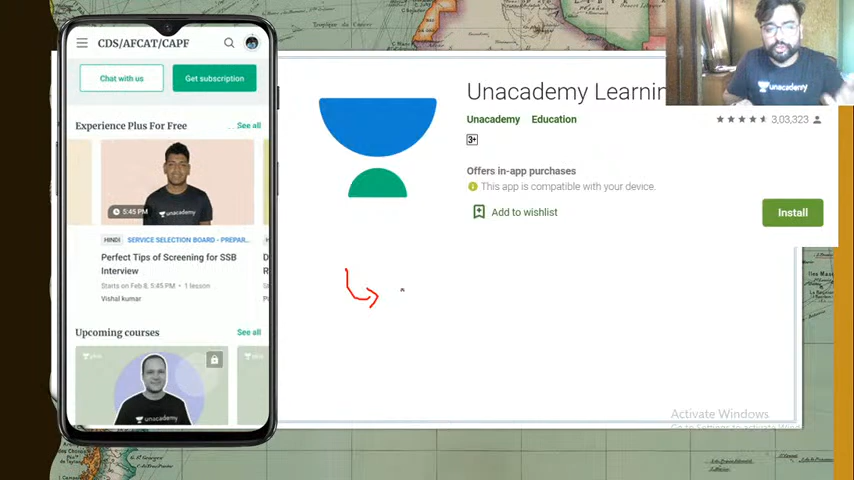 CDS/AFCAT/CAPF
Chat with us
Get subscription
Experience Plus For Free
See all
5:45 PM
unacademy
HINDI
SERVICE SELECTION BOARD - PREPAR...
Perfect Tips of Screening for SSB
Interview
Starts on Feb 8, 5:45 PM • 1 lesson
Vishal kumar
Upcoming courses
See all
plus
unacademy
Unacademy Learnin
Unacademy
Education
3,03,323
3+
Offers in-app purchases
This app is compatible with your device.
Add to wishlist
Install
unacademy
Activate Windows